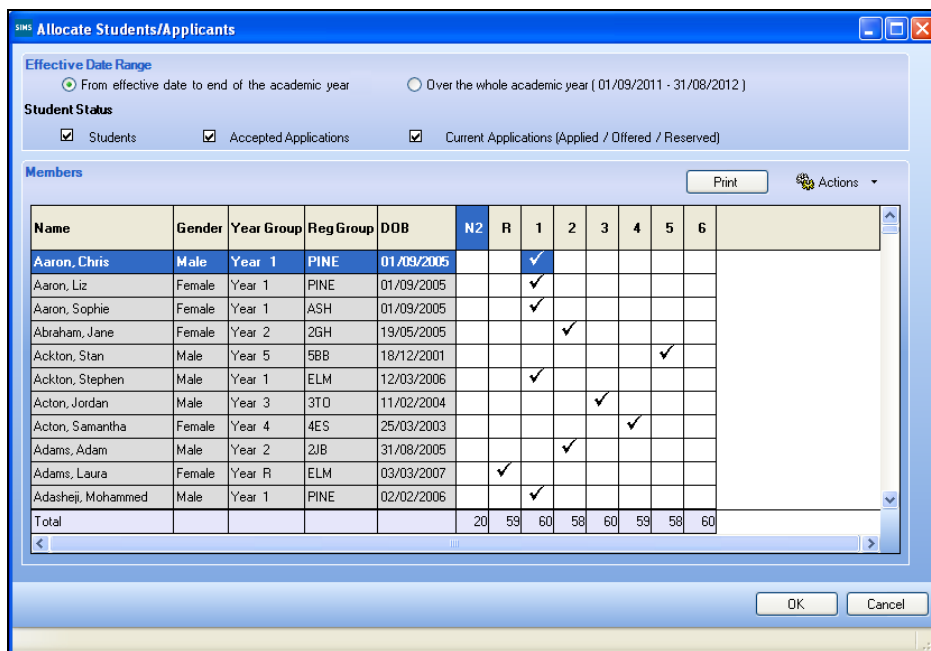 SIMS Allocate Students/Applicants
Effective Date Range
From effective date to end of the academic year Over the whole academic year ( 01/09/2011 - 31/08/2012 )
Student Status
Students Accepted Applications Current Applications (Applied / Offered / Reserved)
Members
Print Actions
Name Gender Year Group Reg Group DOB N2 R 1 2 3 4 5 6
Aaron, Chris Male Year 1 PINE 01/09/2005
Aaron, Liz Female Year 1 PINE 01/09/2005
Aaron, Sophie Female Year 1 ASH 01/09/2005
Abraham, Jane Female Year 2 2GH 19/05/2005
Ackton, Stan Male Year 5 5BB 18/12/2001
Ackton, Stephen Male Year 1 ELM 12/03/2006
Acton, Jordan Male Year 3 3TO 11/02/2004
Acton, Samantha Female Year 4 4ES 25/03/2003
Adams, Adam Male Year 2 2JB 31/08/2005
Adams, Laura Female Year R ELM 03/03/2007
Adasheji, Mohammed Male Year 1 PINE 02/02/2006
Total 20 59 60 58 60 59 58 60
OK Cancel